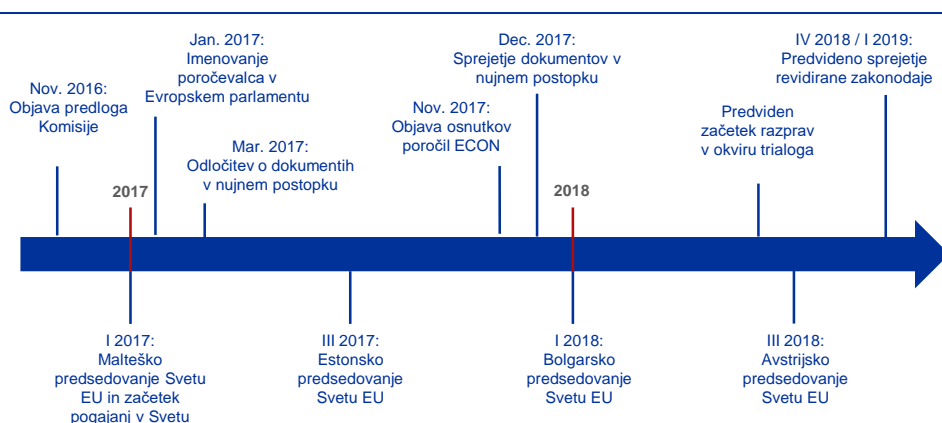 Nov. 2016:
Objava predloga
Komisije
Jan. 2017:
Imenovanje
poročevalca v
Evropskem parlamentu
Mar. 2017:
Odločitev o dokumentih
v nujnem postopku
Nov. 2017:
Objava osnutkov
poročil ECON
Dec. 2017:
Sprejetje dokumentov v
nujnem postopku
Predviden
začetek razprav
v okviru trialoga
IV 2018 / I 2019:
Predvideno sprejetje
revidirane zakonodaje
2017
2018
I 2017:
Malteško
predsedovanje Svetu
EU in začetek
pogajanj v Svetu
III 2017:
Estonsko
predsedovanje
Svetu EU
I 2018:
Bolgarsko
predsedovanje
Svetu EU
III 2018:
Avstrijsko
predsedovanje
Svetu EU